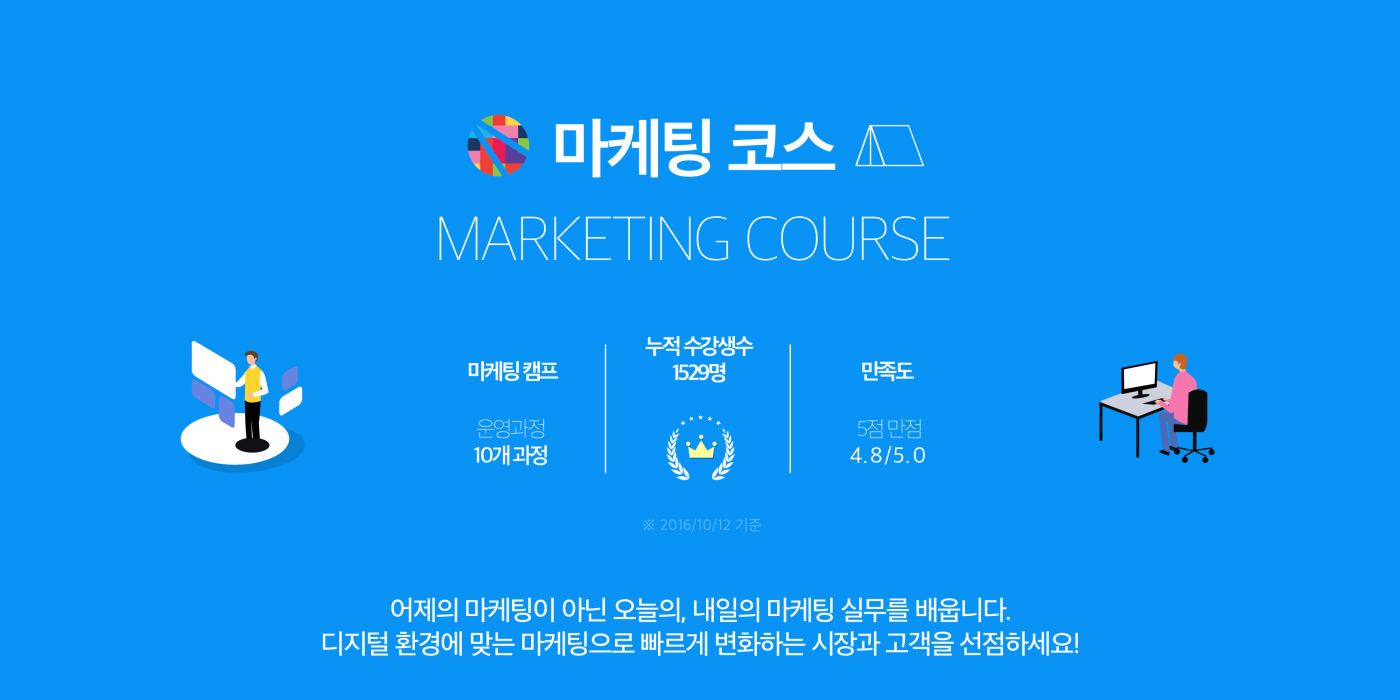 마케팅 코스
MARKETING COURSE
마케팅 캠프
운영과정
10개 과정
누적 수강생수
1529명
만족도
5점 만점
4.8/5.0
※ 2016/10/12 기준
어제의 마케팅이 아닌 오늘의, 내일의 마케팅 실무를 배웁니다.
디지털 환경에 맞는 마케팅으로 빠르게 변화하는 시장과 고객을 선점하세요!